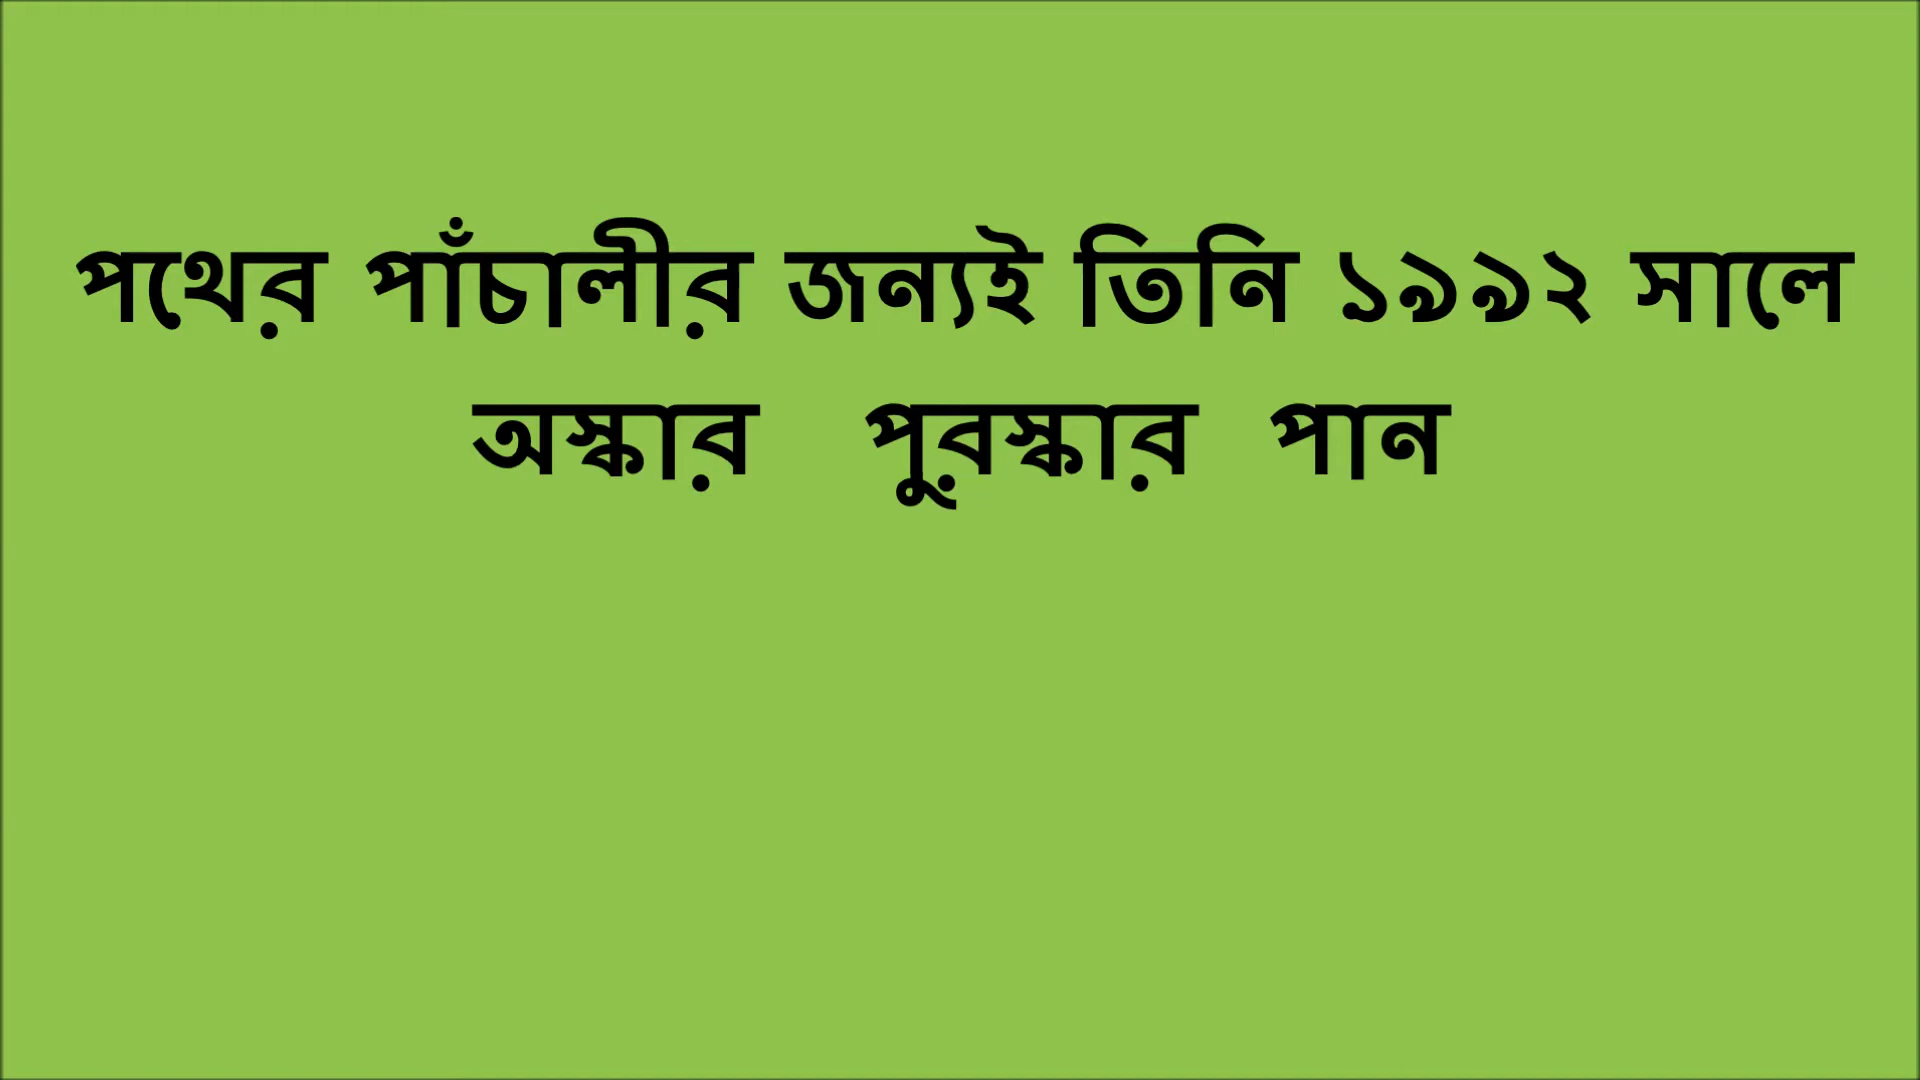 পথের পাঁচালীর জন্যই তিনি ১৯৯২ সালে
অস্কার পুরস্কার পান